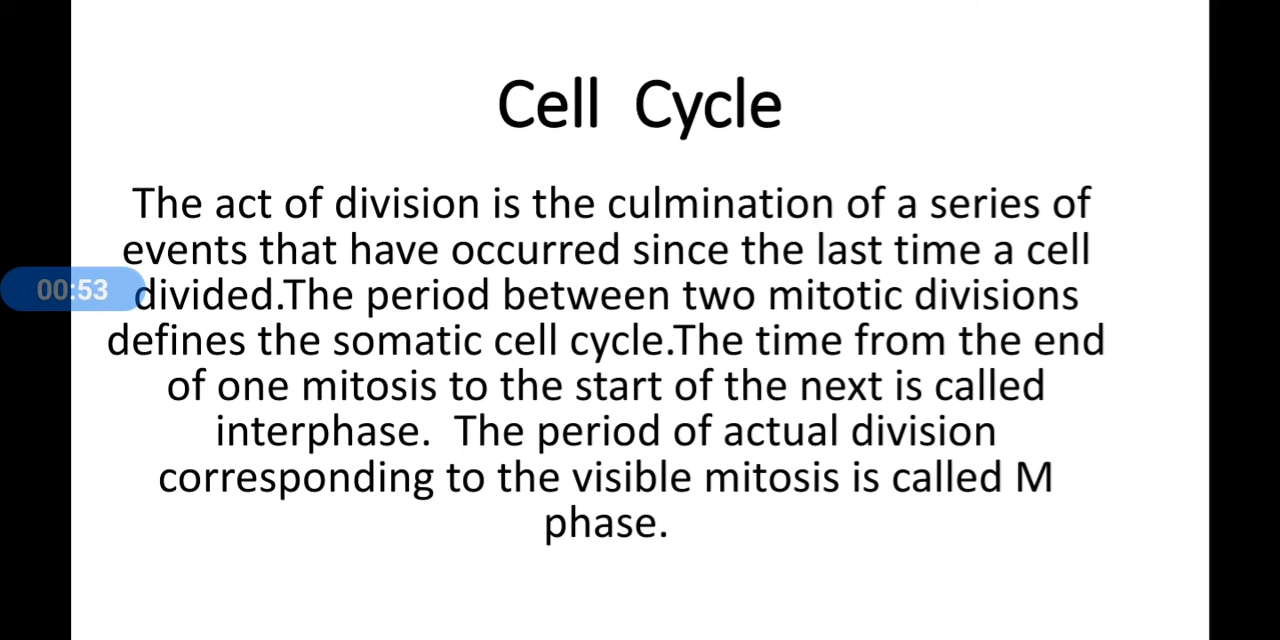 Cell Cycle
The act of division is the culmination of a series of
events that have occurred since the last time a cell
00:53
divided.The period between two mitotic divisions
defines the somatic cell cycle.The time from the end
of one mitosis to the start of the next is called
interphase.  The period of actual division
corresponding to the visible mitosis is called M
phase.